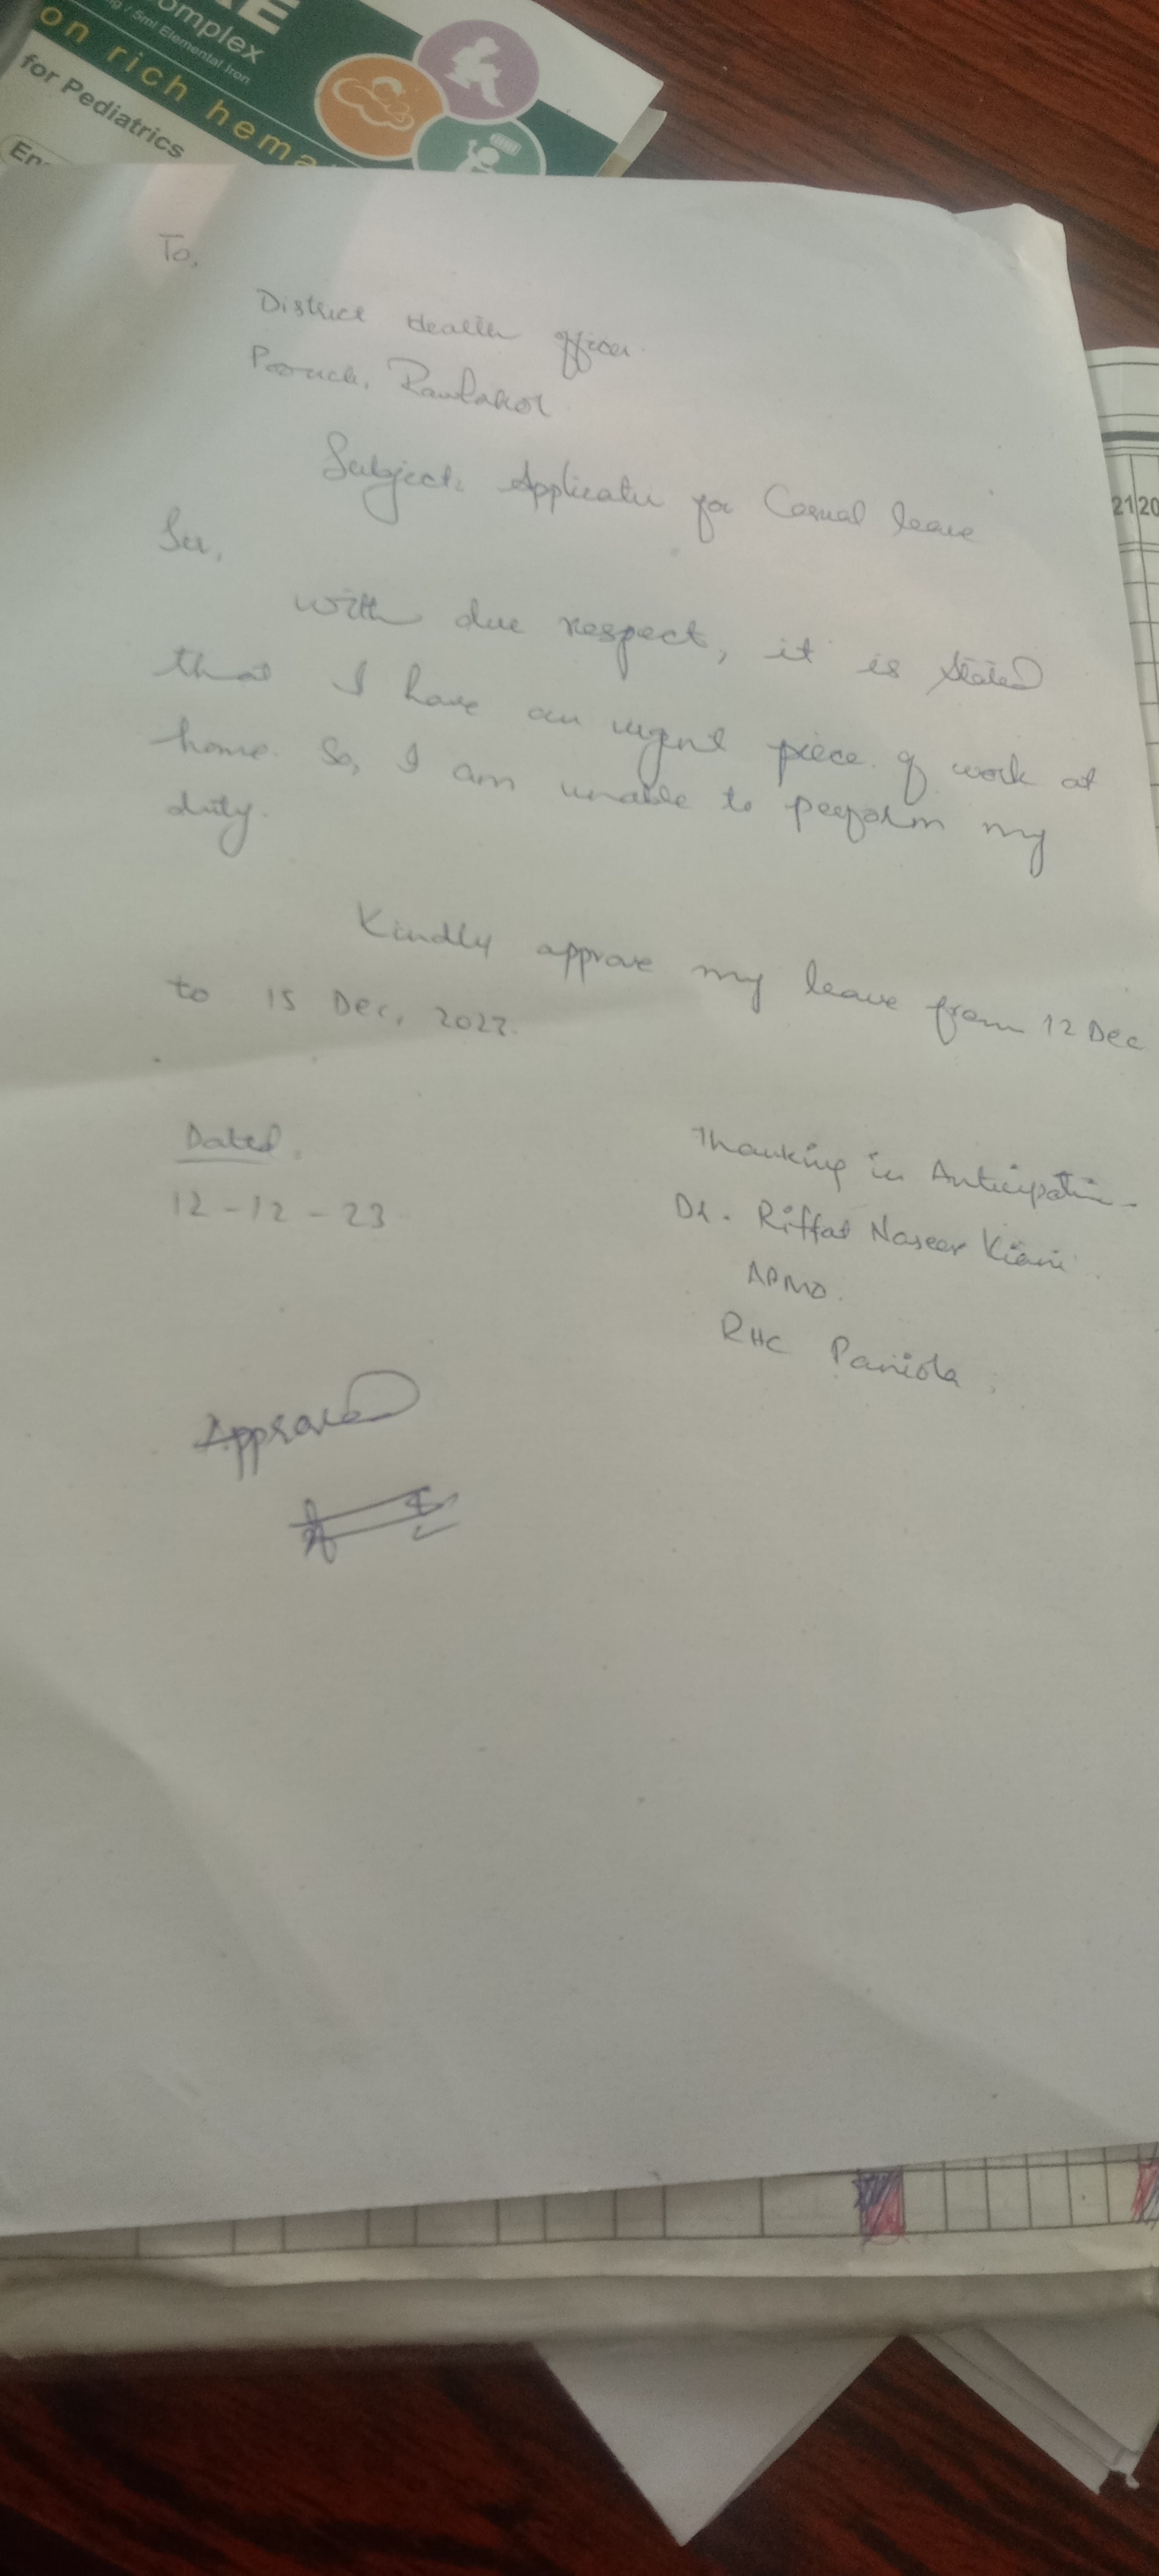 omplex
/ 5ml Elemental Iron
on rich hema
for Pediatrics
To,
District Health Officer
Poonch, Rawlakot
Subject: Application for Casual leave
Sir,
with due respect, it is stated
that I have an urgent piece of work at
home. So, I am unable to perform my
duty.
Kindly approve my leave from 12 Dec
to 15 Dec, 2022.
Dated.
12-12-23
Thanking in Anticipation
Dr. Riffat Naseer Kiani
APMO.
RHC Paniola
Approved
21 20